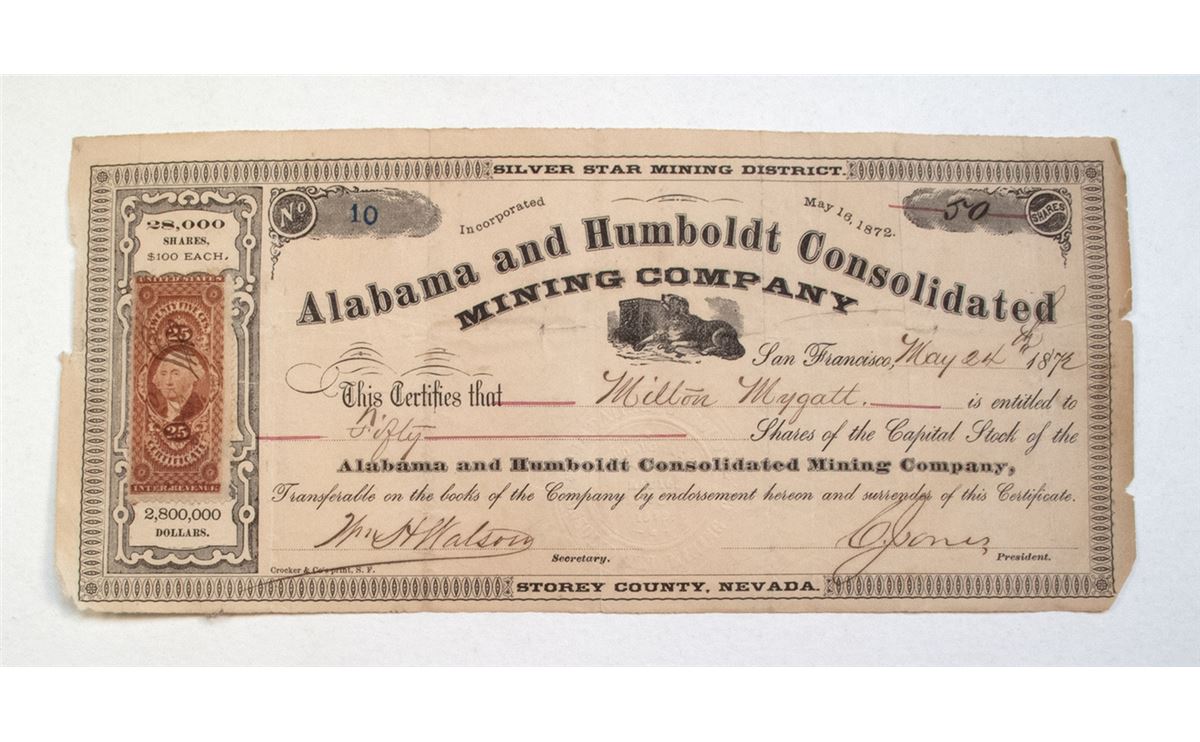 SILVER STAR MINING DISTRICT.
No 10
Incorporated May 16, 1872.
50 SHARES
28,000
SHARES,
$100 EACH,
Alabama and Humboldt Consolidated
MINING COMPANY
San Francisco, May 24th 1872
This Certifies that Milton Mygatt. is entitled to
Fifty Shares of the Capital Stock of the
Alabama and Humboldt Consolidated Mining Company,
Transferable on the books of the Company by endorsement hereon and surrender of this Certificate.
25
25
CERTIFICATE
INTER. REVENUE
2,800,000
DOLLARS.
Wm H Watson
Secretary.
President.
Crocker & Co's print, S. F.
STOREY COUNTY, NEVADA.